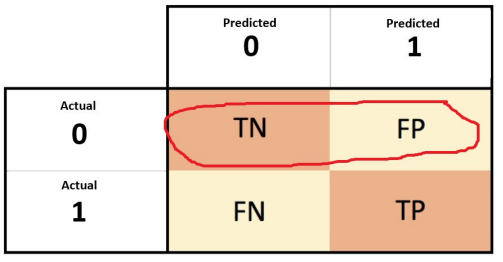 Predicted Predicted
0 1
Actual
0 TN FP
Actual
1 FN TP